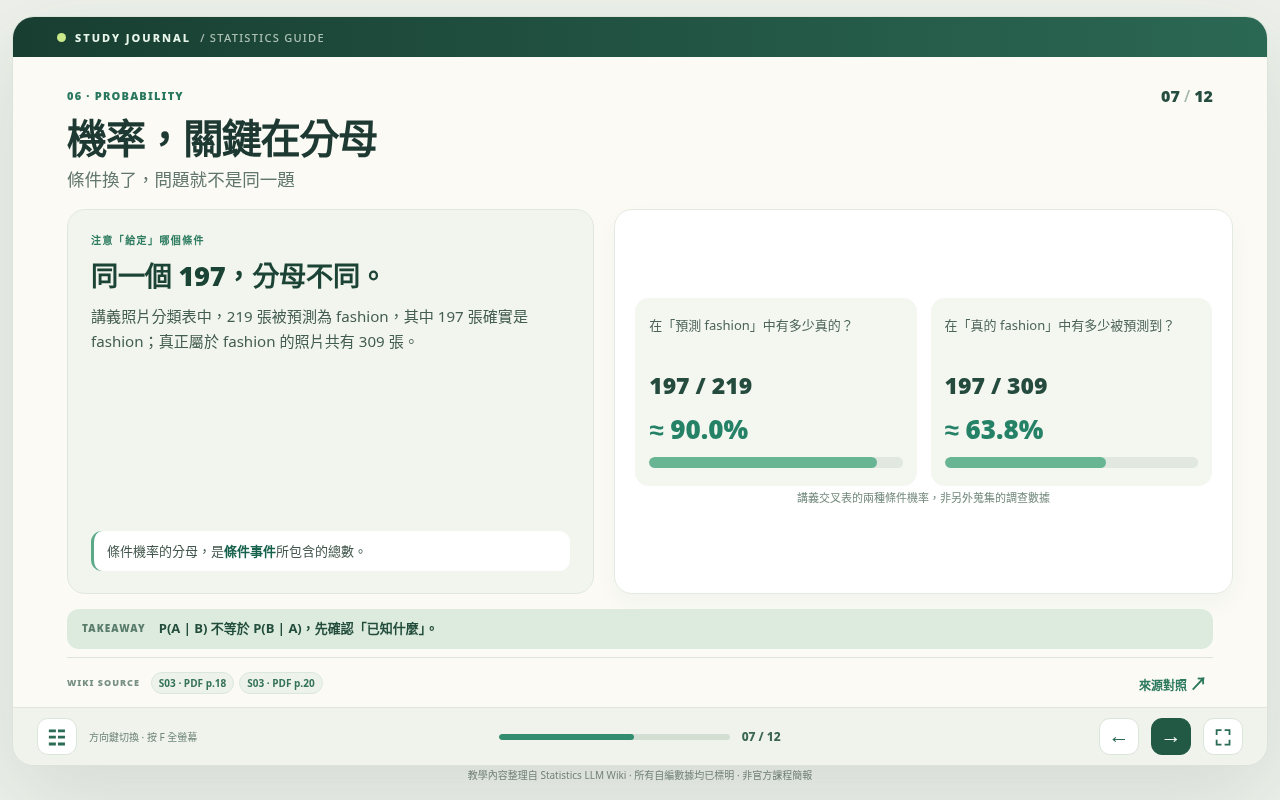 STUDY JOURNAL / STATISTICS GUIDE
06 · PROBABILITY
07 / 12
機率，關鍵在分母
條件換了，問題就不是同一題
注意「給定」哪個條件
同一個 197，分母不同。
講義照片分類表中，219 張被預測為 fashion，其中 197 張確實是
fashion；真正屬於 fashion 的照片共有 309 張。
條件機率的分母，是條件事件所包含的總數。
在「預測 fashion」中有多少真的？
197 / 219
≈ 90.0%
在「真的 fashion」中有多少被預測到？
197 / 309
≈ 63.8%
講義交叉表的兩種條件機率，非另外蒐集的調查數據
TAKEAWAY P(A | B) 不等於 P(B | A)，先確認「已知什麼」。
WIKI SOURCE S03 · PDF p.18 S03 · PDF p.20
來源對照 ↗
方向鍵切換 · 按 F 全螢幕
07 / 12
← →
教學內容整理自 Statistics LLM Wiki · 所有自編數據均已標明 · 非官方課程簡報